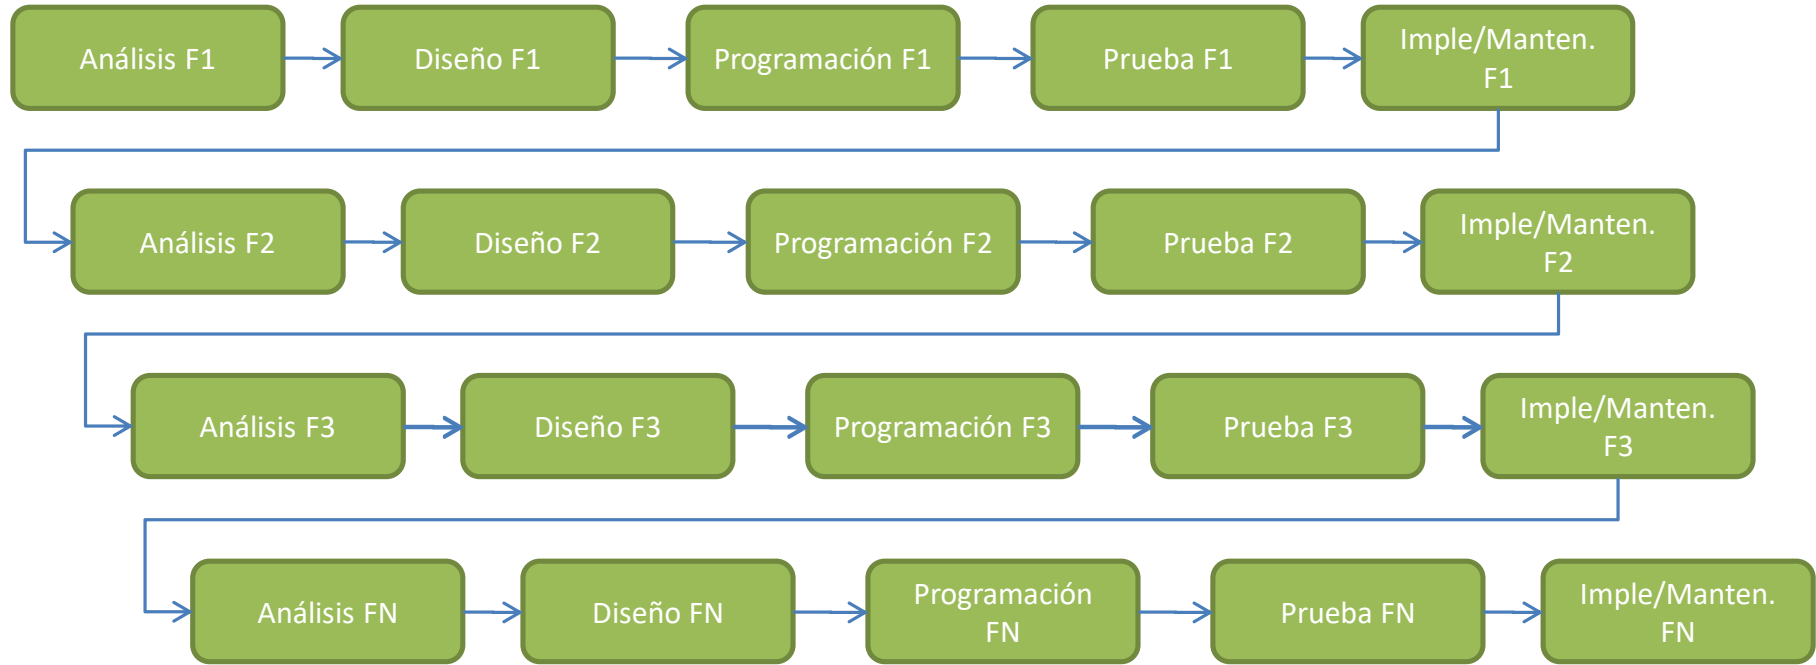 Análisis F1
Diseño F1
Programación F1
Prueba F1
Imple/Manten.
F1
Análisis F2
Diseño F2
Programación F2
Prueba F2
Imple/Manten.
F2
Análisis F3
Diseño F3
Programación F3
Prueba F3
Imple/Manten.
F3
Análisis FN
Diseño FN
Programación
FN
Prueba FN
Imple/Manten.
FN